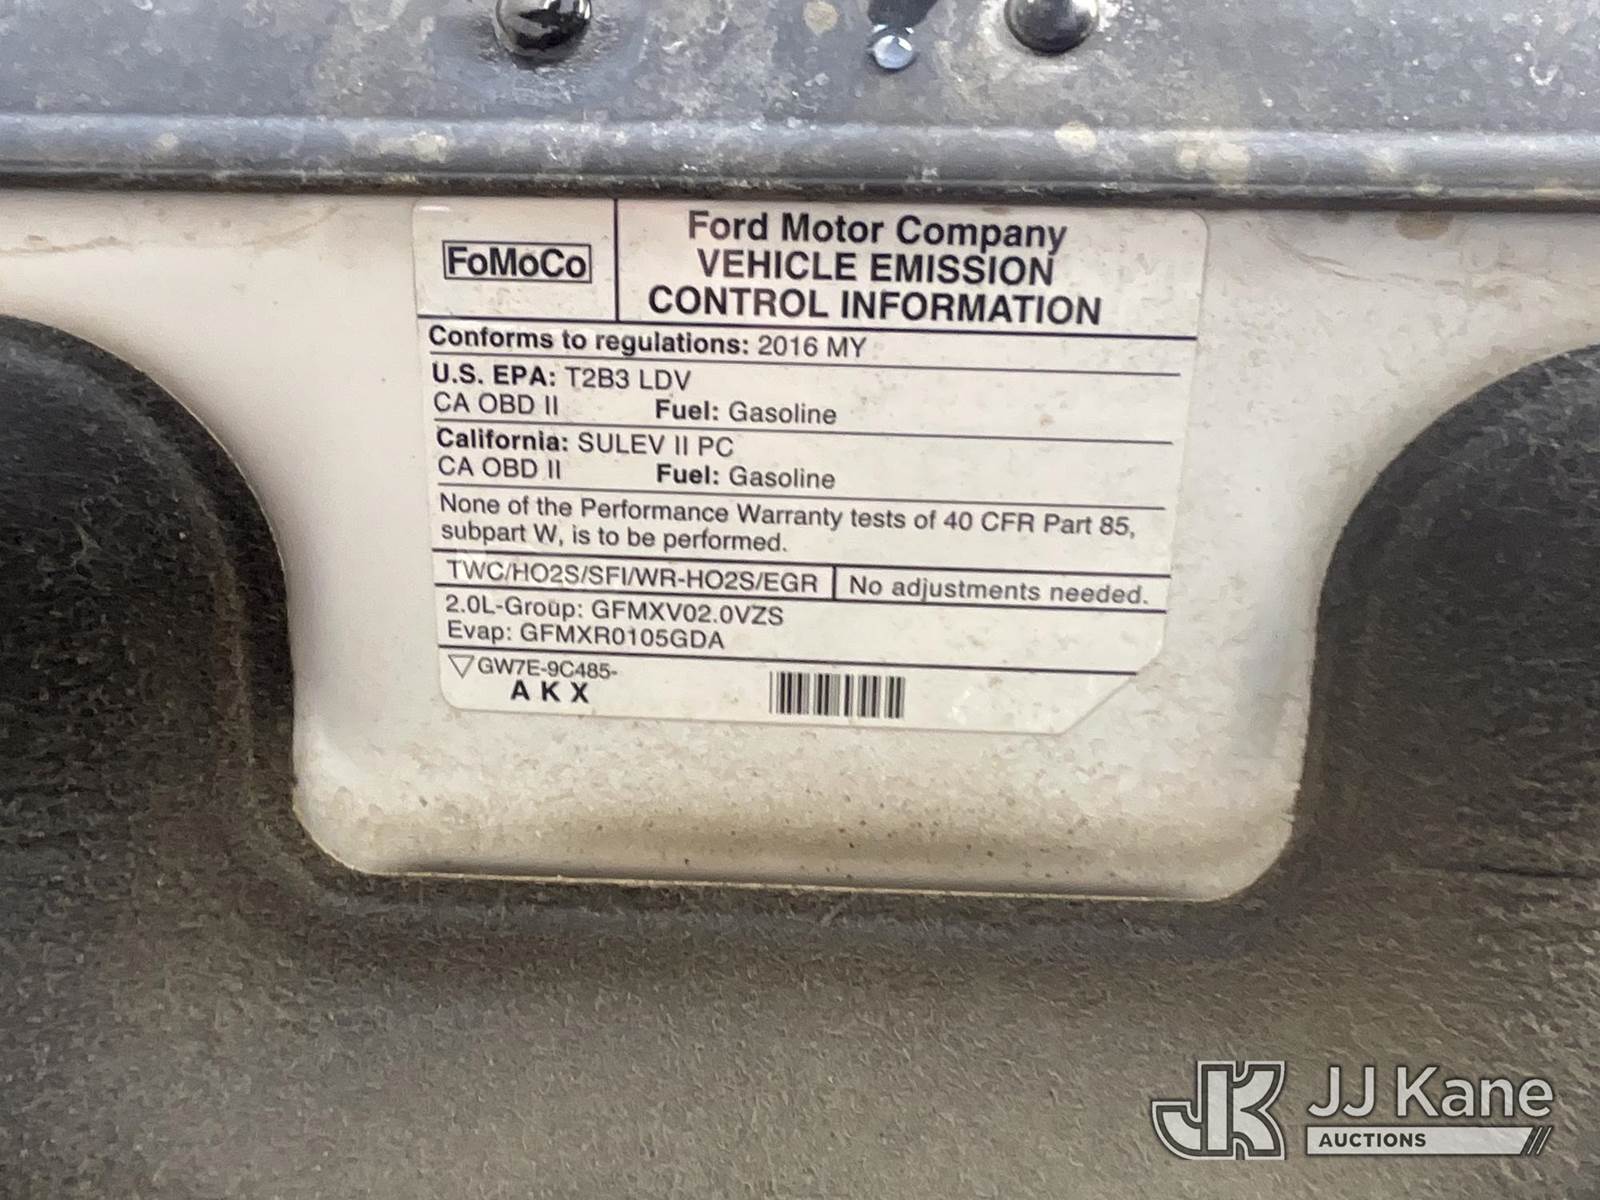 FoMoCo
Ford Motor Company
VEHICLE EMISSION
CONTROL INFORMATION
Conforms to regulations: 2016 MY
U.S. EPA: T2B3 LDV
CA OBD II Fuel: Gasoline
California: SULEV II PC
CA OBD II Fuel: Gasoline
None of the Performance Warranty tests of 40 CFR Part 85,
subpart W, is to be performed.
TWC/HO2S/SFI/WR-HO2S/EGR No adjustments needed.
2.0L-Group: GFMXV02.0VZS
Evap: GFMXR0105GDA
GW7E-9C485-
A K X
JK JJ Kane
AUCTIONS